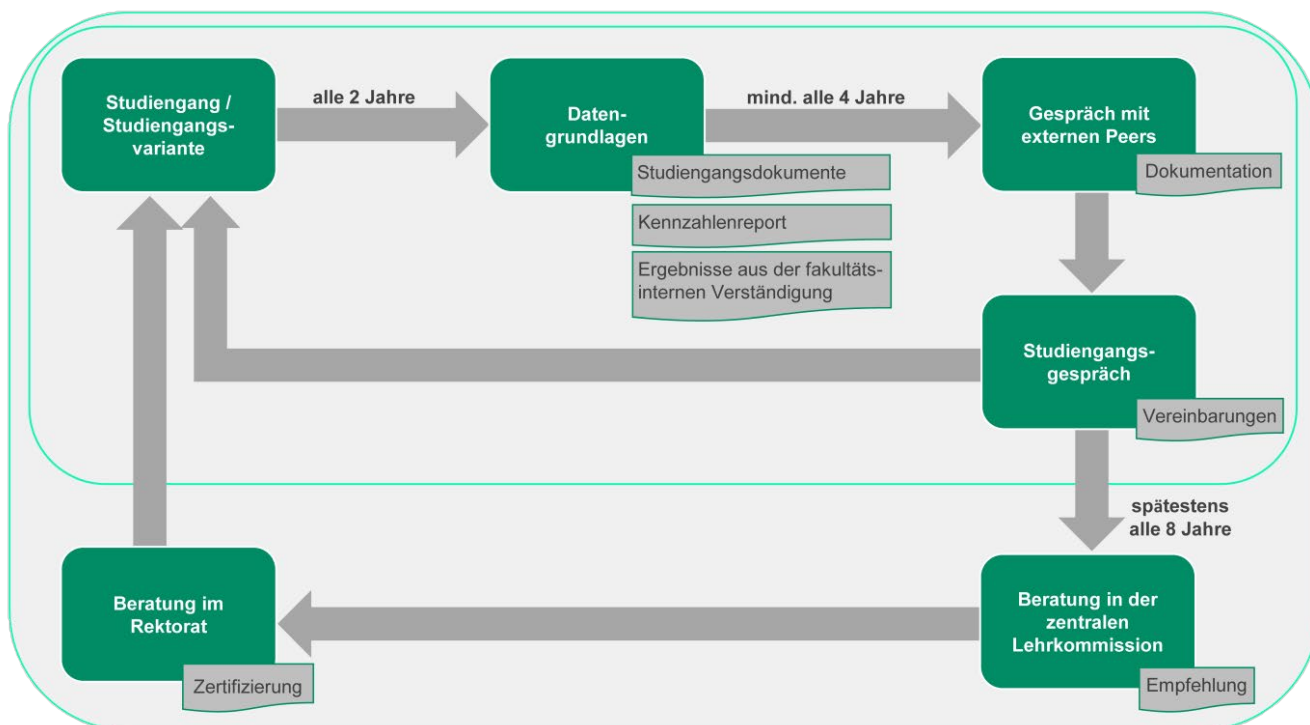 Studiengang /
Studiengangs-
variante
alle 2 Jahre
Daten-
grundlagen
Studiengangsdokumente
Kennzahlenreport
Ergebnisse aus der fakultäts-
internen Verständigung
mind. alle 4 Jahre
Gespräch mit
externen Peers
Dokumentation
Studiengangs-
gespräch
Vereinbarungen
spätestens
alle 8 Jahre
Beratung in der
zentralen
Lehrkommission
Empfehlung
Beratung im
Rektorat
Zertifizierung